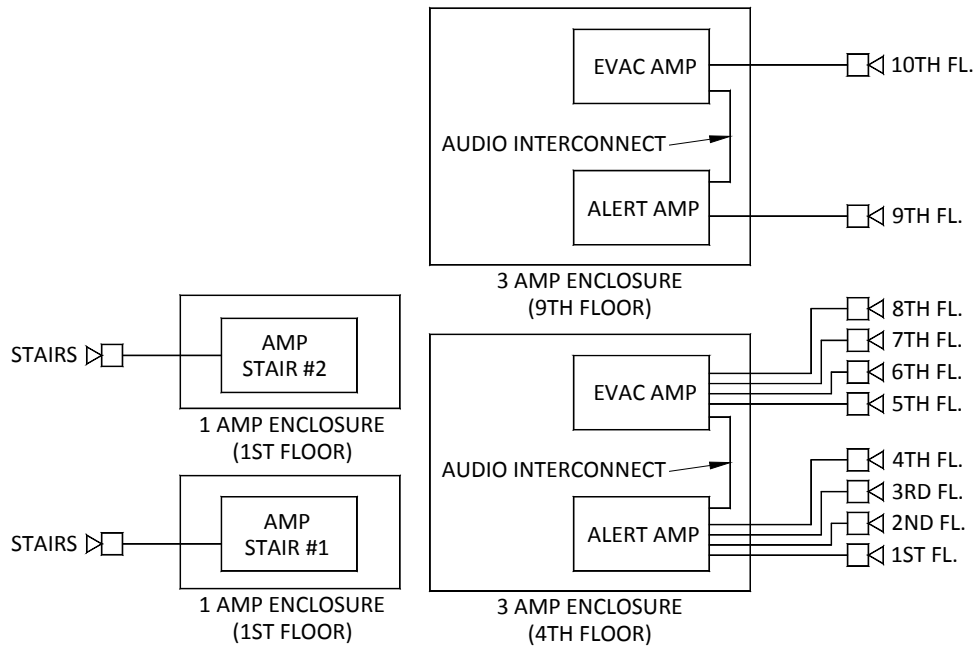 EVAC AMP
10TH FL.
AUDIO INTERCONNECT
ALERT AMP
9TH FL.
3 AMP ENCLOSURE
(9TH FLOOR)
STAIRS
AMP
STAIR #2
1 AMP ENCLOSURE
(1ST FLOOR)
EVAC AMP
8TH FL.
7TH FL.
6TH FL.
5TH FL.
AUDIO INTERCONNECT
ALERT AMP
4TH FL.
3RD FL.
2ND FL.
1ST FL.
3 AMP ENCLOSURE
(4TH FLOOR)
STAIRS
AMP
STAIR #1
1 AMP ENCLOSURE
(1ST FLOOR)